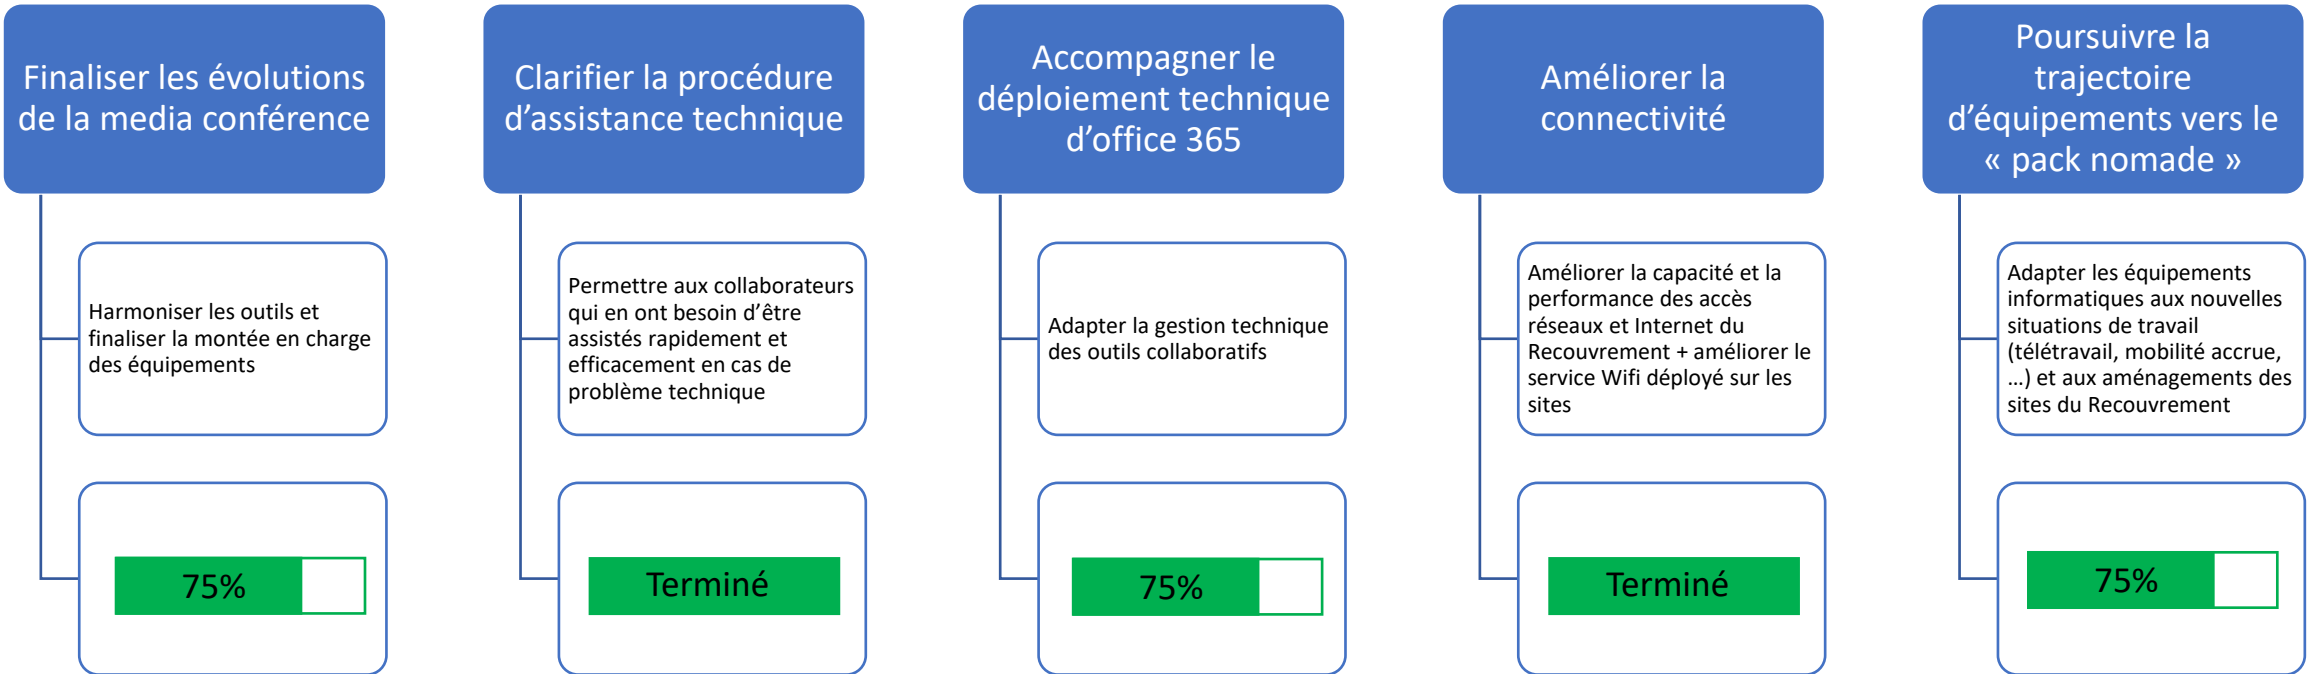 Finaliser les évolutions
de la media conférence
Harmoniser les outils et
finaliser la montée en charge
des équipements
75%
Clarifier la procédure
d’assistance technique
Permettre aux collaborateurs
qui en ont besoin d’être
assistés rapidement et
efficacement en cas de
problème technique
Terminé
Accompagner le
déploiement technique
d’office 365
Adapter la gestion technique
des outils collaboratifs
75%
Améliorer la
connectivité
Améliorer la capacité et la
performance des accès
réseaux et Internet du
Recouvrement + améliorer le
service Wifi déployé sur les
sites
Terminé
Poursuivre la
trajectoire
d’équipements vers le
« pack nomade »
Adapter les équipements
informatiques aux nouvelles
situations de travail
(télétravail, mobilité accrue,
…) et aux aménagements des
sites du Recouvrement
75%